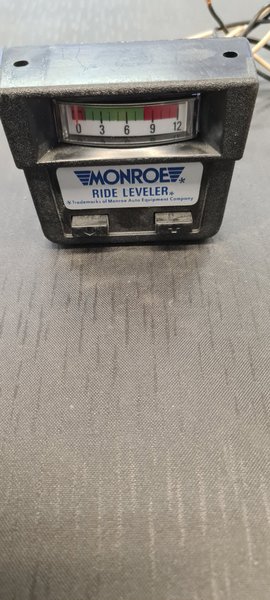 0 3 6 9 12
MONROE*
RIDE LEVELER*
*Trademarks of Monroe Auto Equipment Company